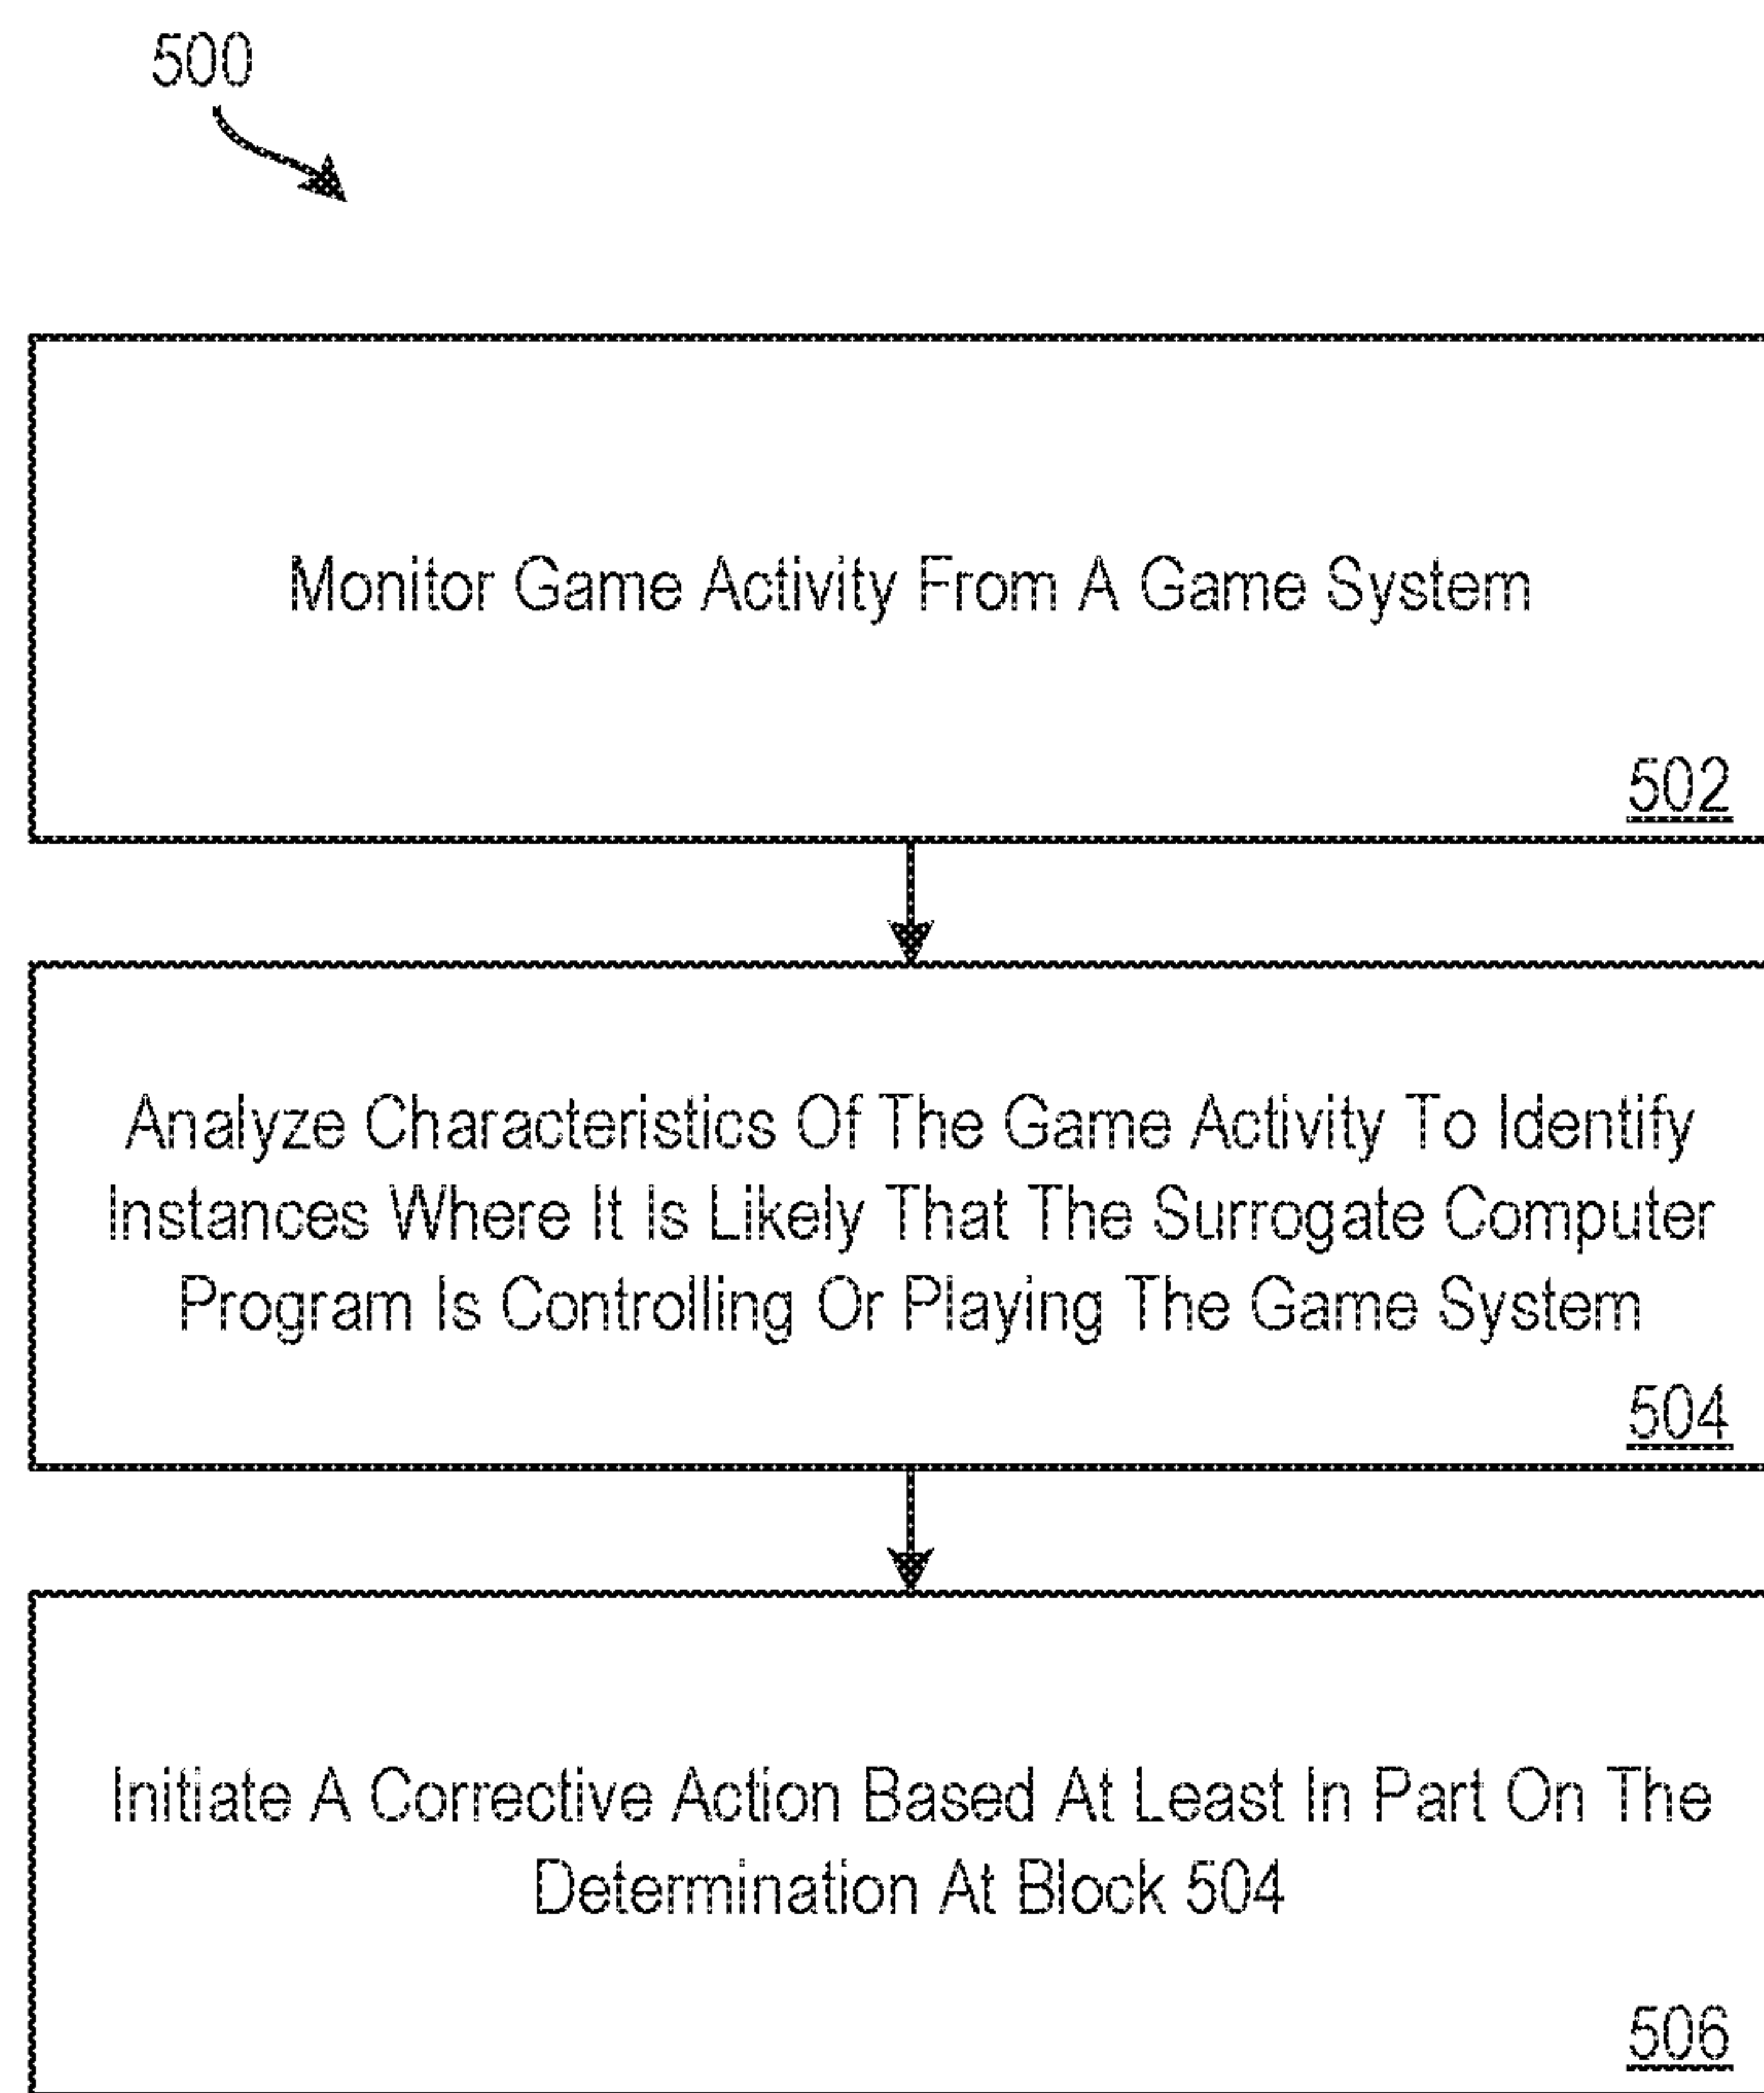 500
Monitor Game Activity From A Game System
502
Analyze Characteristics Of The Game Activity To Identify
Instances Where It Is Likely That The Surrogate Computer
Program Is Controlling Or Playing The Game System
504
Initiate A Corrective Action Based At Least In Part On The
Determination At Block 504
506